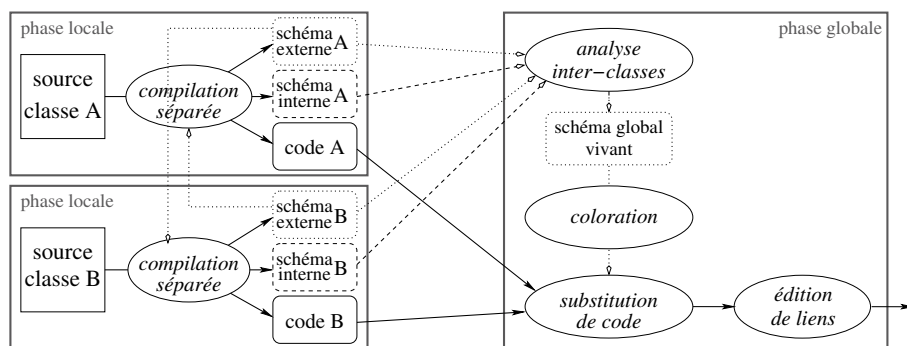 phase locale
source
classe A
compilation
séparée
schéma
externe A
schéma
interne A
code A
phase locale
source
classe B
compilation
séparée
schéma
externe B
schéma
interne B
code B
phase globale
analyse
inter-classes
schéma global
vivant
coloration
substitution
de code
édition
de liens